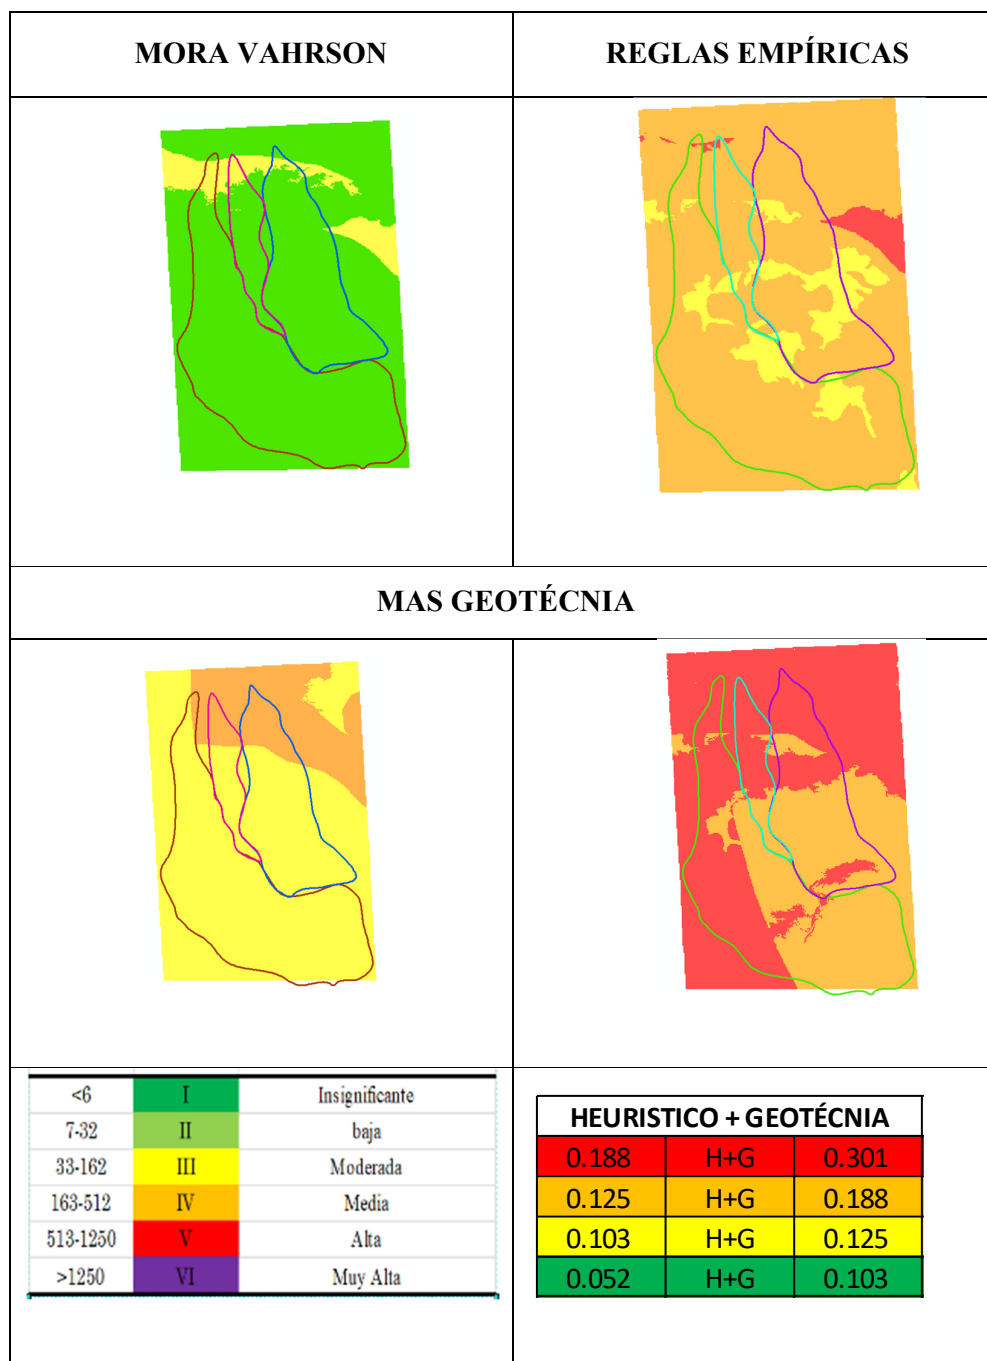 MORA VAHRSON
REGLAS EMPÍRICAS
MAS GEOTÉCNIA
<6 I Insignificante
7-32 II baja
33-162 III Moderada
163-512 IV Media
513-1250 V Alta
>1250 VI Muy Alta
HEURISTICO + GEOTÉCNIA
0.188 H+G 0.301
0.125 H+G 0.188
0.103 H+G 0.125
0.052 H+G 0.103